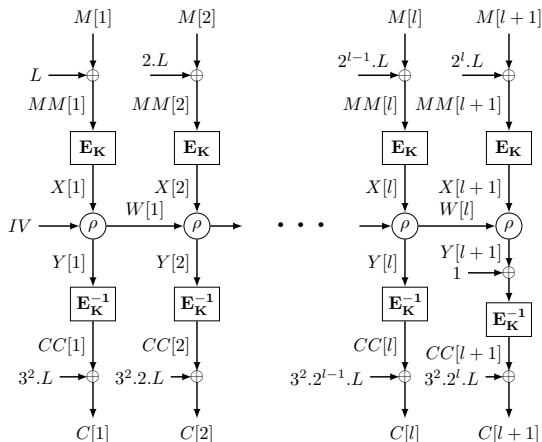 M[1] M[2] M[l] M[l + 1]
L 2.L 2^{l−1}.L 2^l.L
MM[1] MM[2] MM[l] MM[l + 1]
E_K E_K E_K E_K
X[1] X[2] X[l] X[l + 1]
IV ρ W[1] ρ · · · ρ W[l] ρ
Y[1] Y[2] Y[l] Y[l + 1]
1
E_K^{-1} E_K^{-1} E_K^{-1} E_K^{-1}
CC[1] CC[2] CC[l] CC[l + 1]
3^2.L 3^2.2.L 3^2.2^{l−1}.L 3^2.2^l.L
C[1] C[2] C[l] C[l + 1]